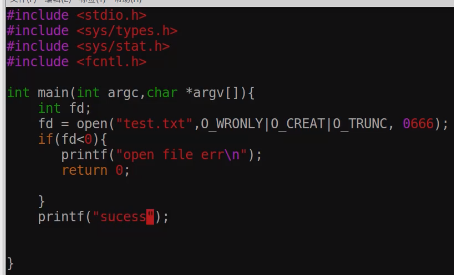 #include <stdio.h>
#include <sys/types.h>
#include <sys/stat.h>
#include <fcntl.h>
int main(int argc,char *argv[]){
    int fd;
    fd = open("test.txt",O_WRONLY|O_CREAT|O_TRUNC, 0666);
    if(fd<0){
       printf("open file err\n");
       return 0;
    }
    printf("sucess");
}